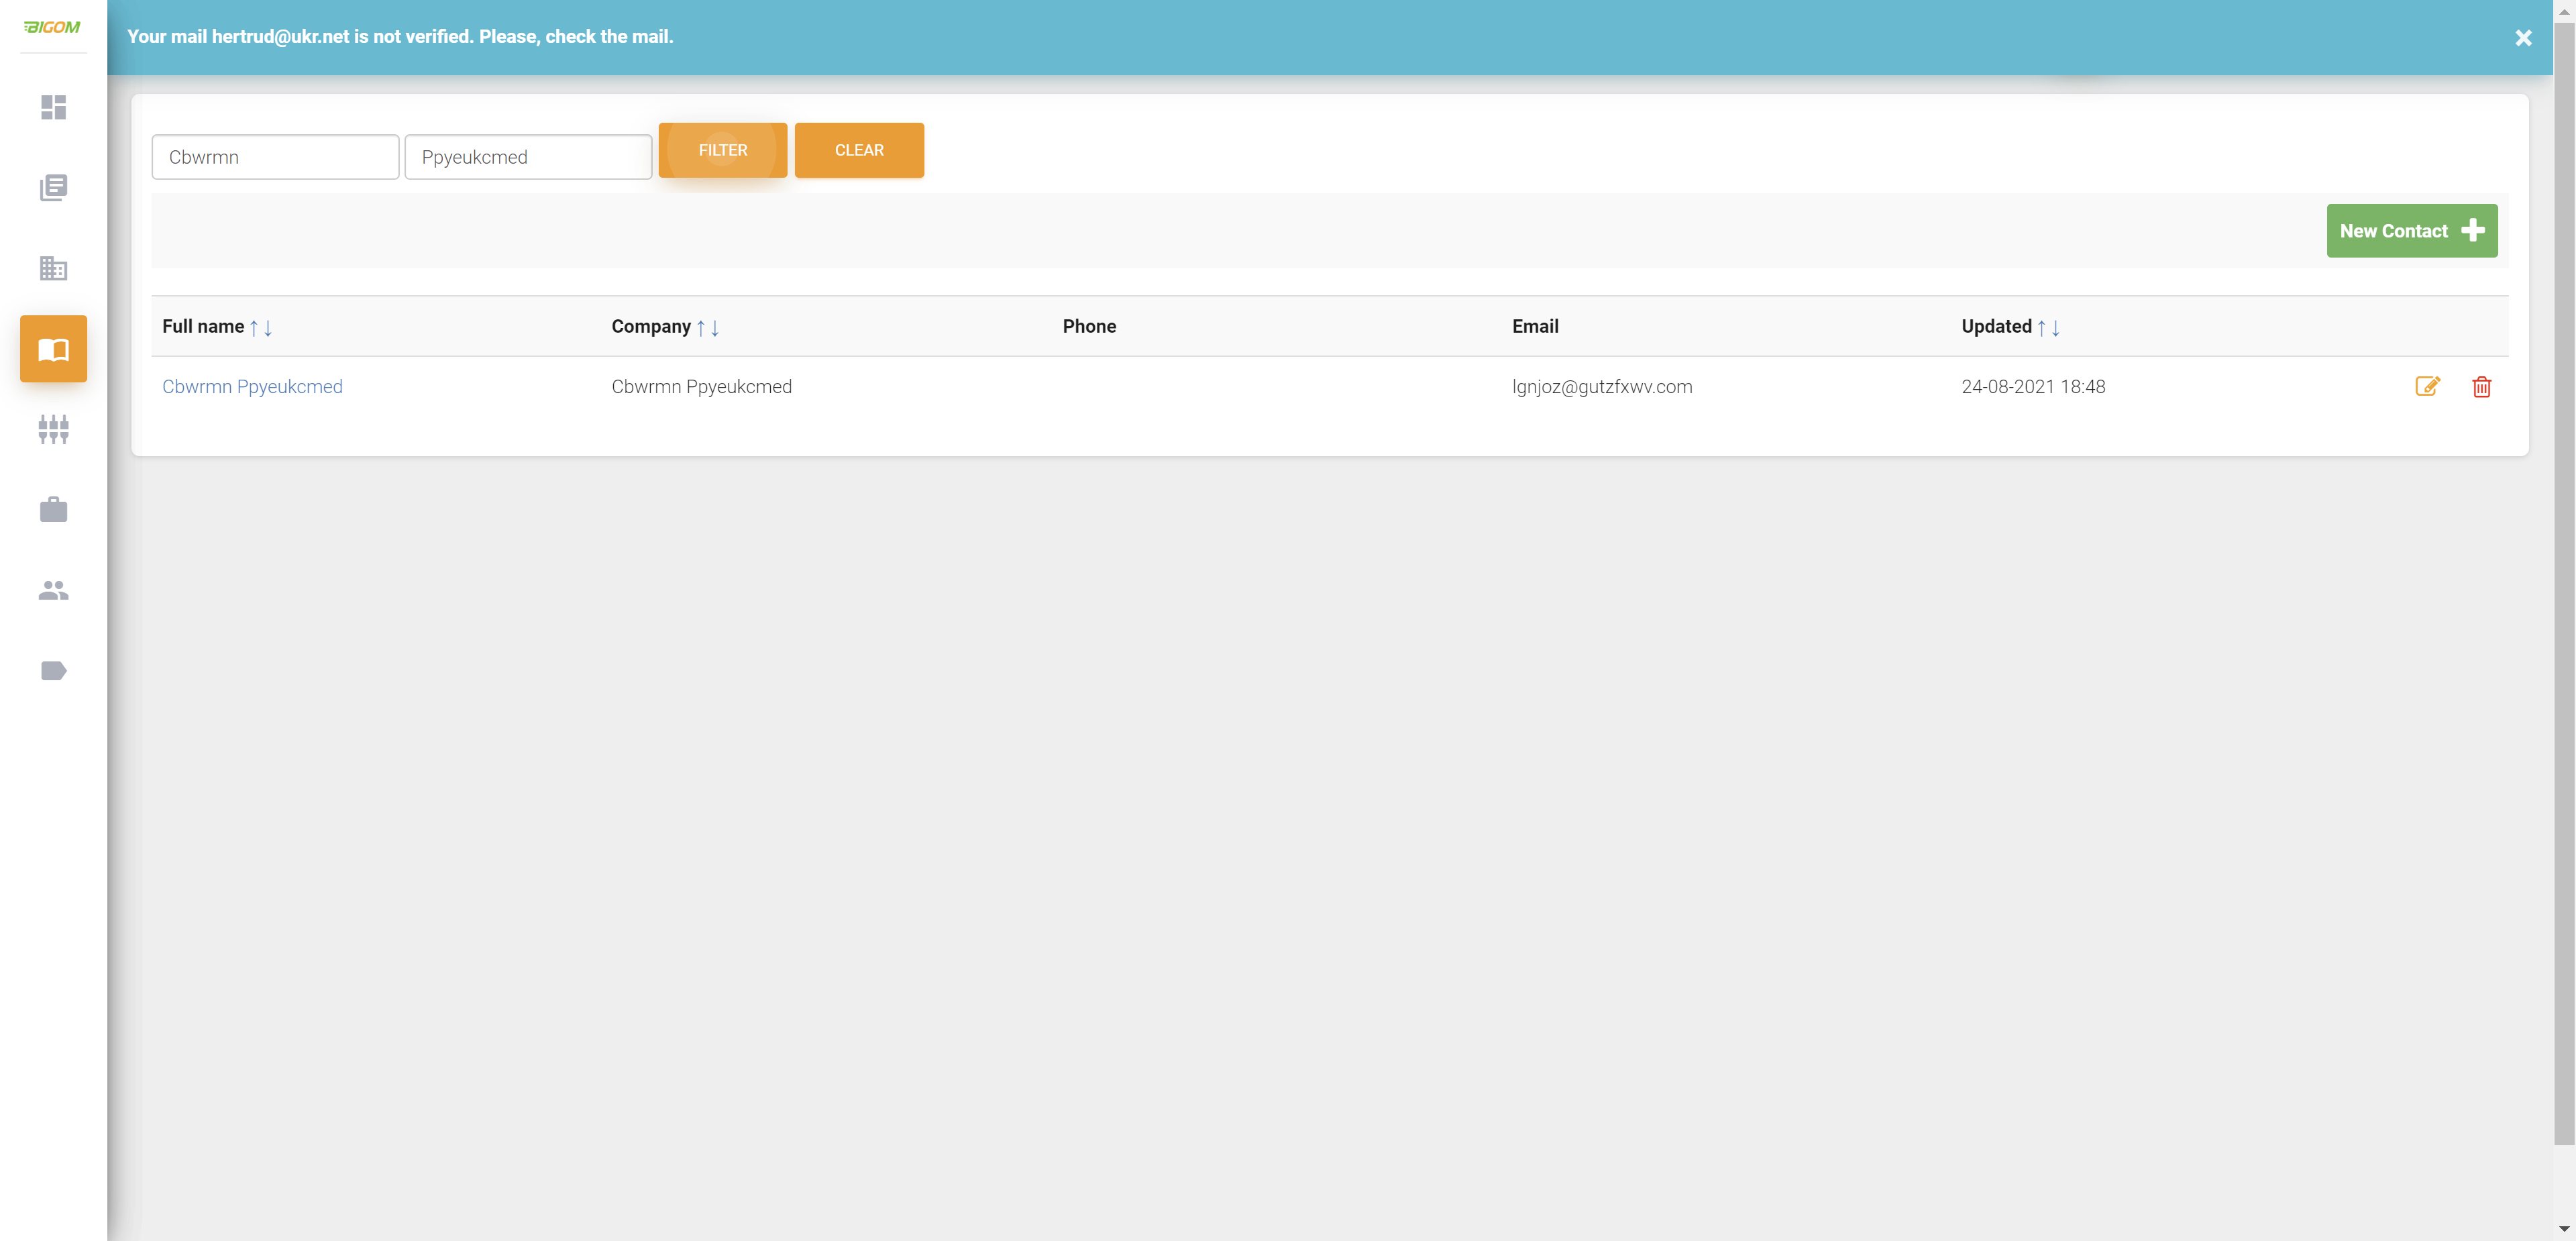 BIGOM
Your mail hertrud@ukr.net is not verified. Please, check the mail.
Cbwrmn Ppyeukcmed FILTER CLEAR
New Contact
Full name Company Phone Email Updated
Cbwrmn Ppyeukcmed Cbwrmn Ppyeukcmed lgnjoz@gutzfxwv.com 24-08-2021 18:48